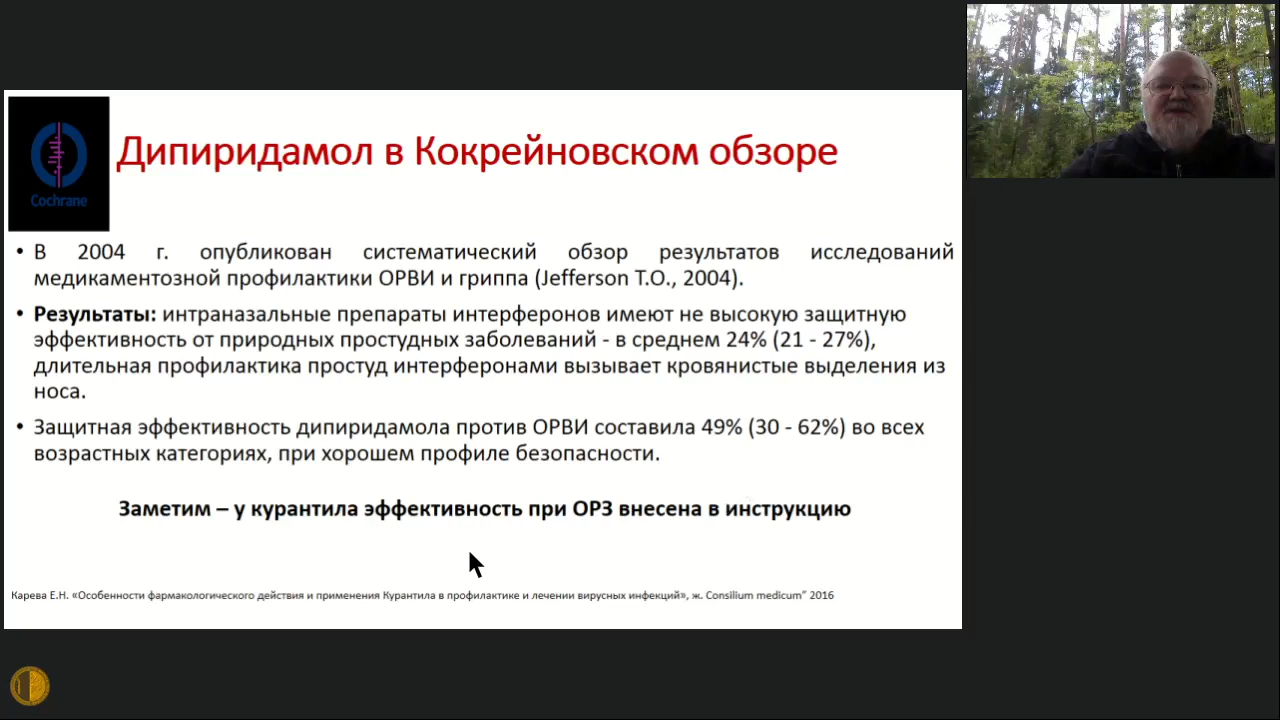 Cochrane
Дипиридамол в Кокрейновском обзоре
• В 2004 г. опубликован систематический обзор результатов исследований
медикаментозной профилактики ОРВИ и гриппа (Jefferson T.O., 2004).
• Результаты: интраназальные препараты интерферонов имеют не высокую защитную
эффективность от природных простудных заболеваний - в среднем 24% (21 - 27%),
длительная профилактика простуд интерферонами вызывает кровянистые выделения из
носа.
• Защитная эффективность дипиридамола против ОРВИ составила 49% (30 - 62%) во всех
возрастных категориях, при хорошем профиле безопасности.
Заметим – у курантила эффективность при ОРЗ внесена в инструкцию
Карева Е.Н. «Особенности фармакологического действия и применения Курантила в профилактике и лечении вирусных инфекций», ж. Consilium medicum” 2016